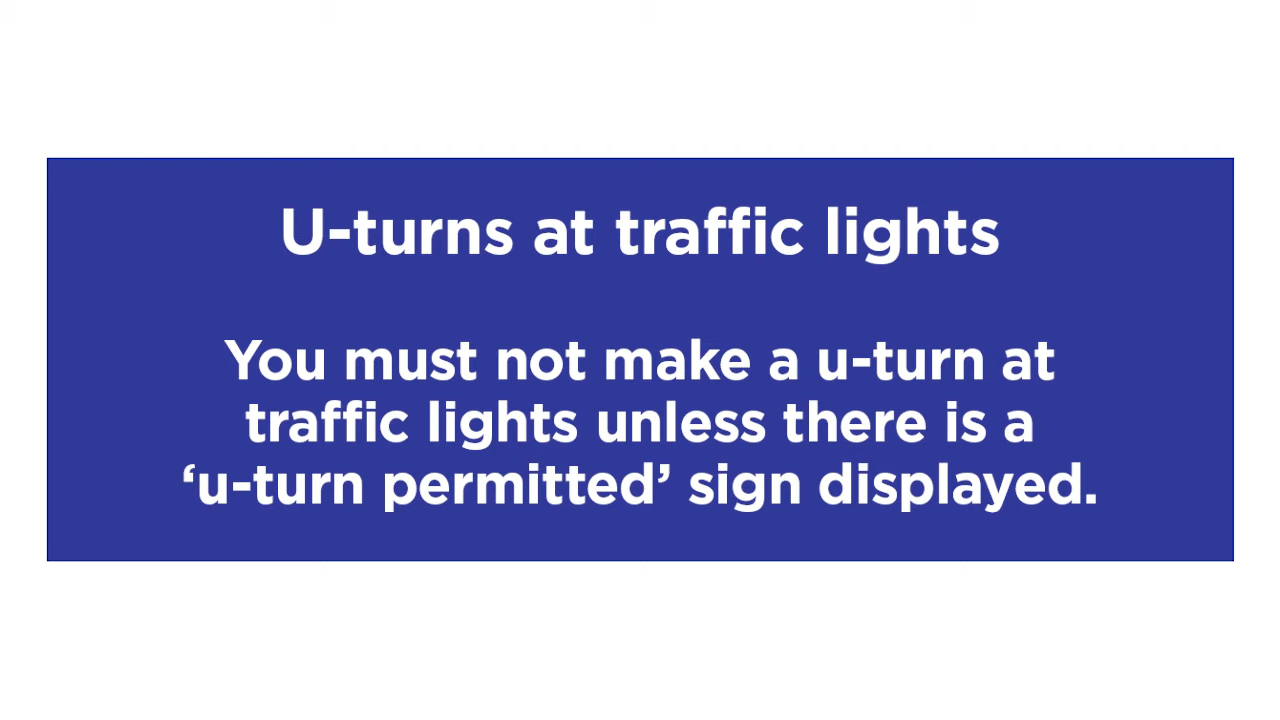 U-turns at traffic lights
You must not make a u-turn at
traffic lights unless there is a
‘u-turn permitted’ sign displayed.